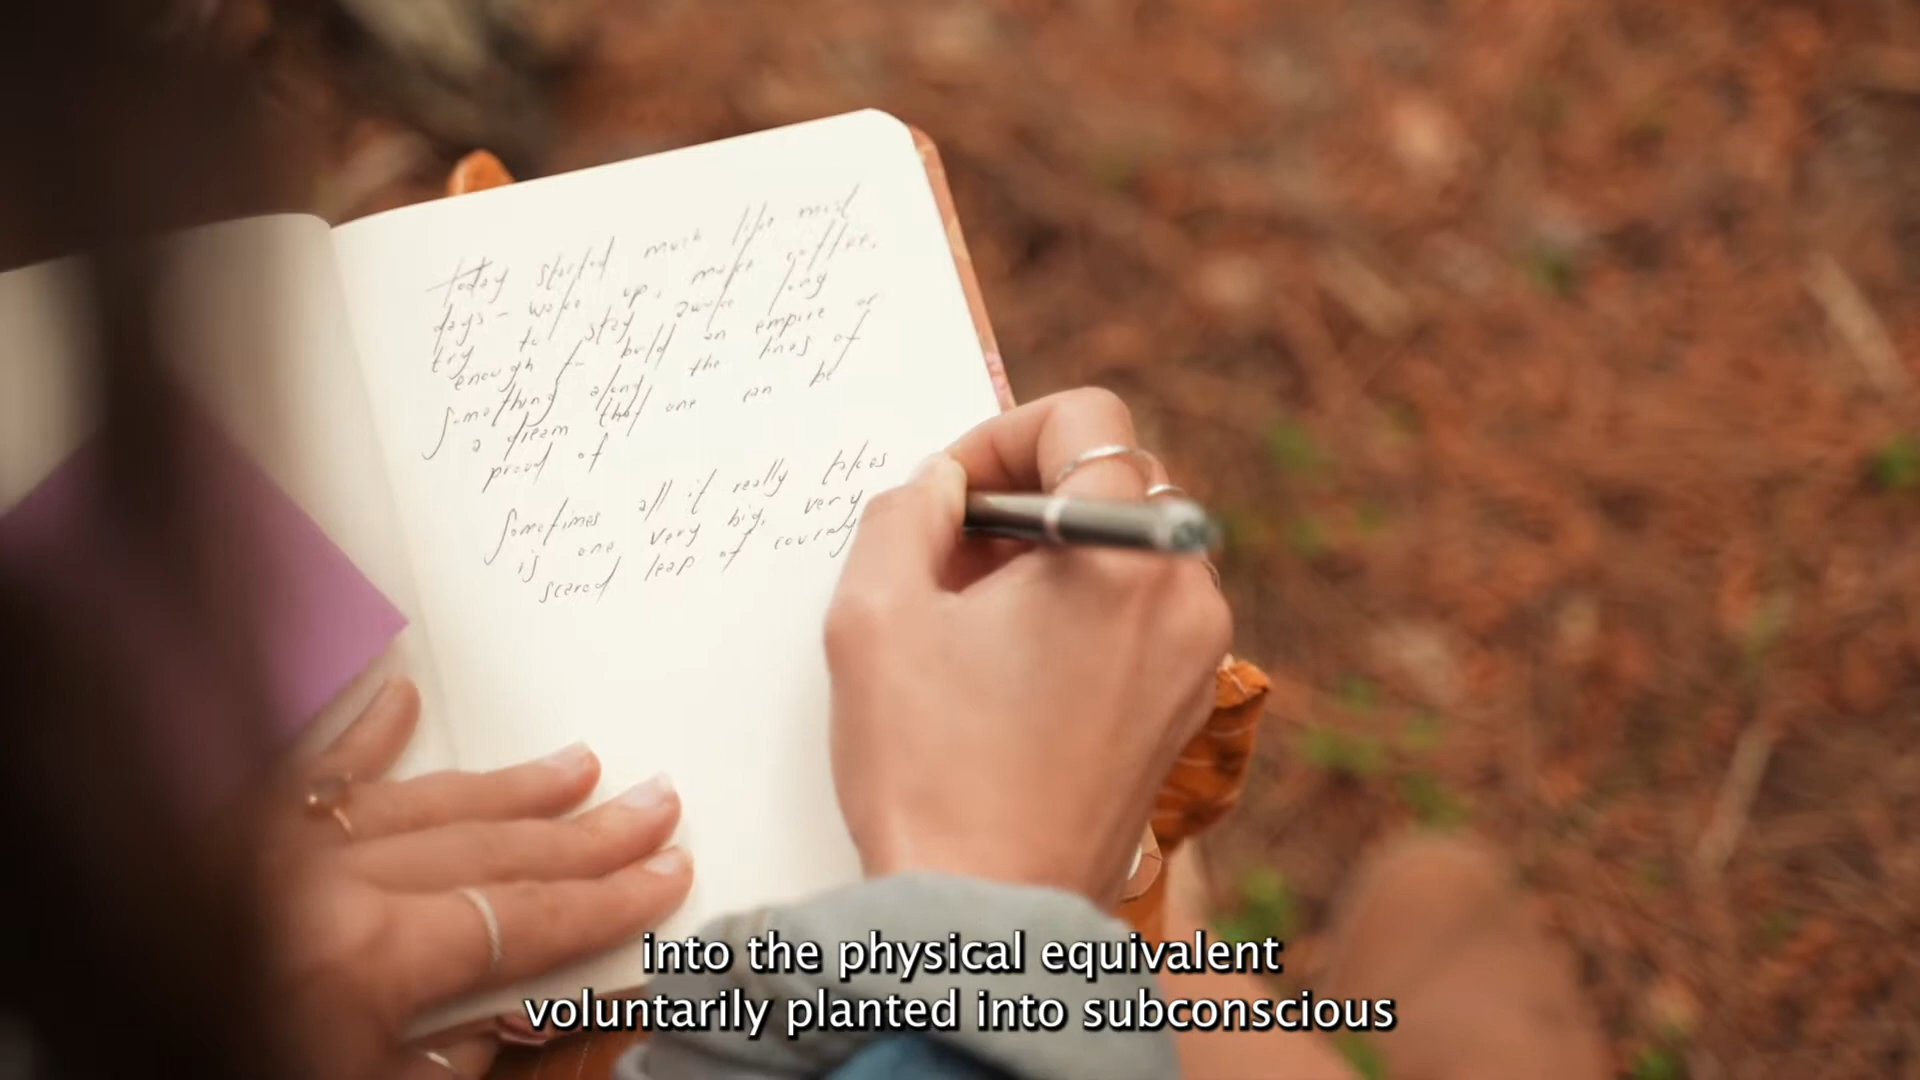 today started much like most
days - wake up, make coffee,
try to stay awake long
enough to build an empire or
something along the lines of
a dream that one can be
proud of
Sometimes all it really takes
is one very big, very
scared leap of courage
into the physical equivalent
voluntarily planted into subconscious